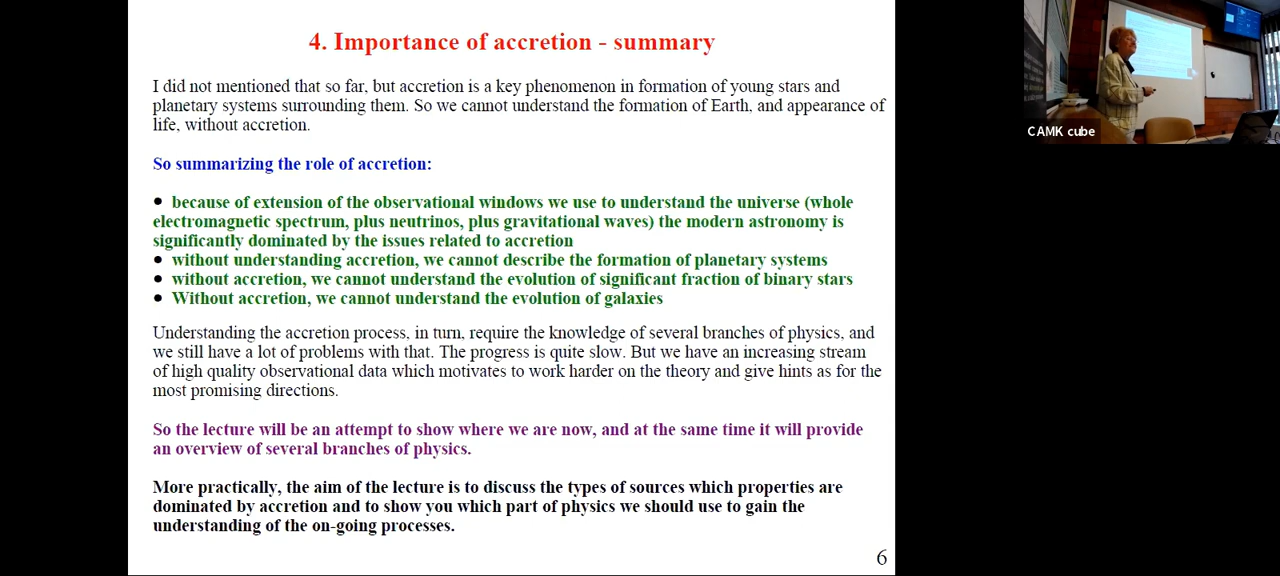 4. Importance of accretion - summary
I did not mentioned that so far, but accretion is a key phenomenon in formation of young stars and
planetary systems surrounding them. So we cannot understand the formation of Earth, and appearance of
life, without accretion.
So summarizing the role of accretion:
● because of extension of the observational windows we use to understand the universe (whole
electromagnetic spectrum, plus neutrinos, plus gravitational waves) the modern astronomy is
significantly dominated by the issues related to accretion
● without understanding accretion, we cannot describe the formation of planetary systems
● without accretion, we cannot understand the evolution of significant fraction of binary stars
● Without accretion, we cannot understand the evolution of galaxies
Understanding the accretion process, in turn, require the knowledge of several branches of physics, and
we still have a lot of problems with that. The progress is quite slow. But we have an increasing stream
of high quality observational data which motivates to work harder on the theory and give hints as for the
most promising directions.
So the lecture will be an attempt to show where we are now, and at the same time it will provide
an overview of several branches of physics.
More practically, the aim of the lecture is to discuss the types of sources which properties are
dominated by accretion and to show you which part of physics we should use to gain the
understanding of the on-going processes.
6
CAMK cube